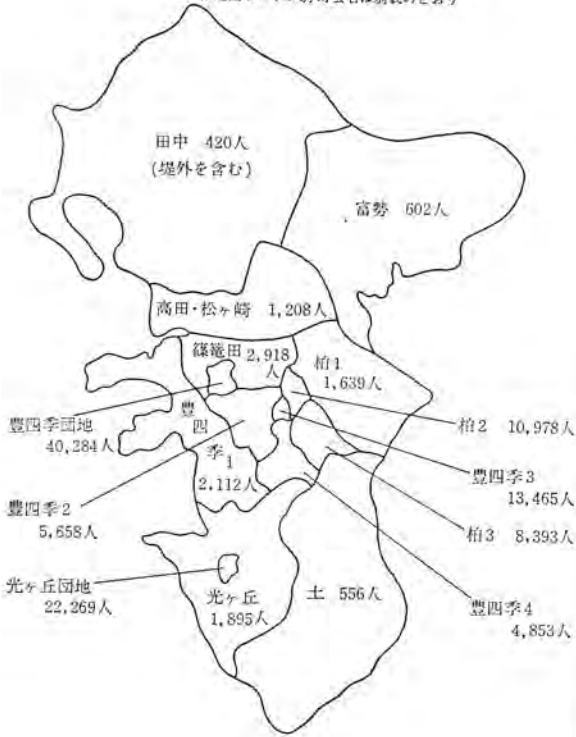 田中 420人
(堤外を含む)
富勢 602人
高田・松ヶ崎 1,208人
篠籠田 2,918
人
柏1
1,639人
豊四季団地
40,284人
豊
四
季1
2,112人
柏2 10,978人
豊四季3
13,465人
豊四季2
5,658人
柏3 8,393人
光ヶ丘団地
22,269人
光ヶ丘
1,895人
土 556人
豊四季4
4,853人